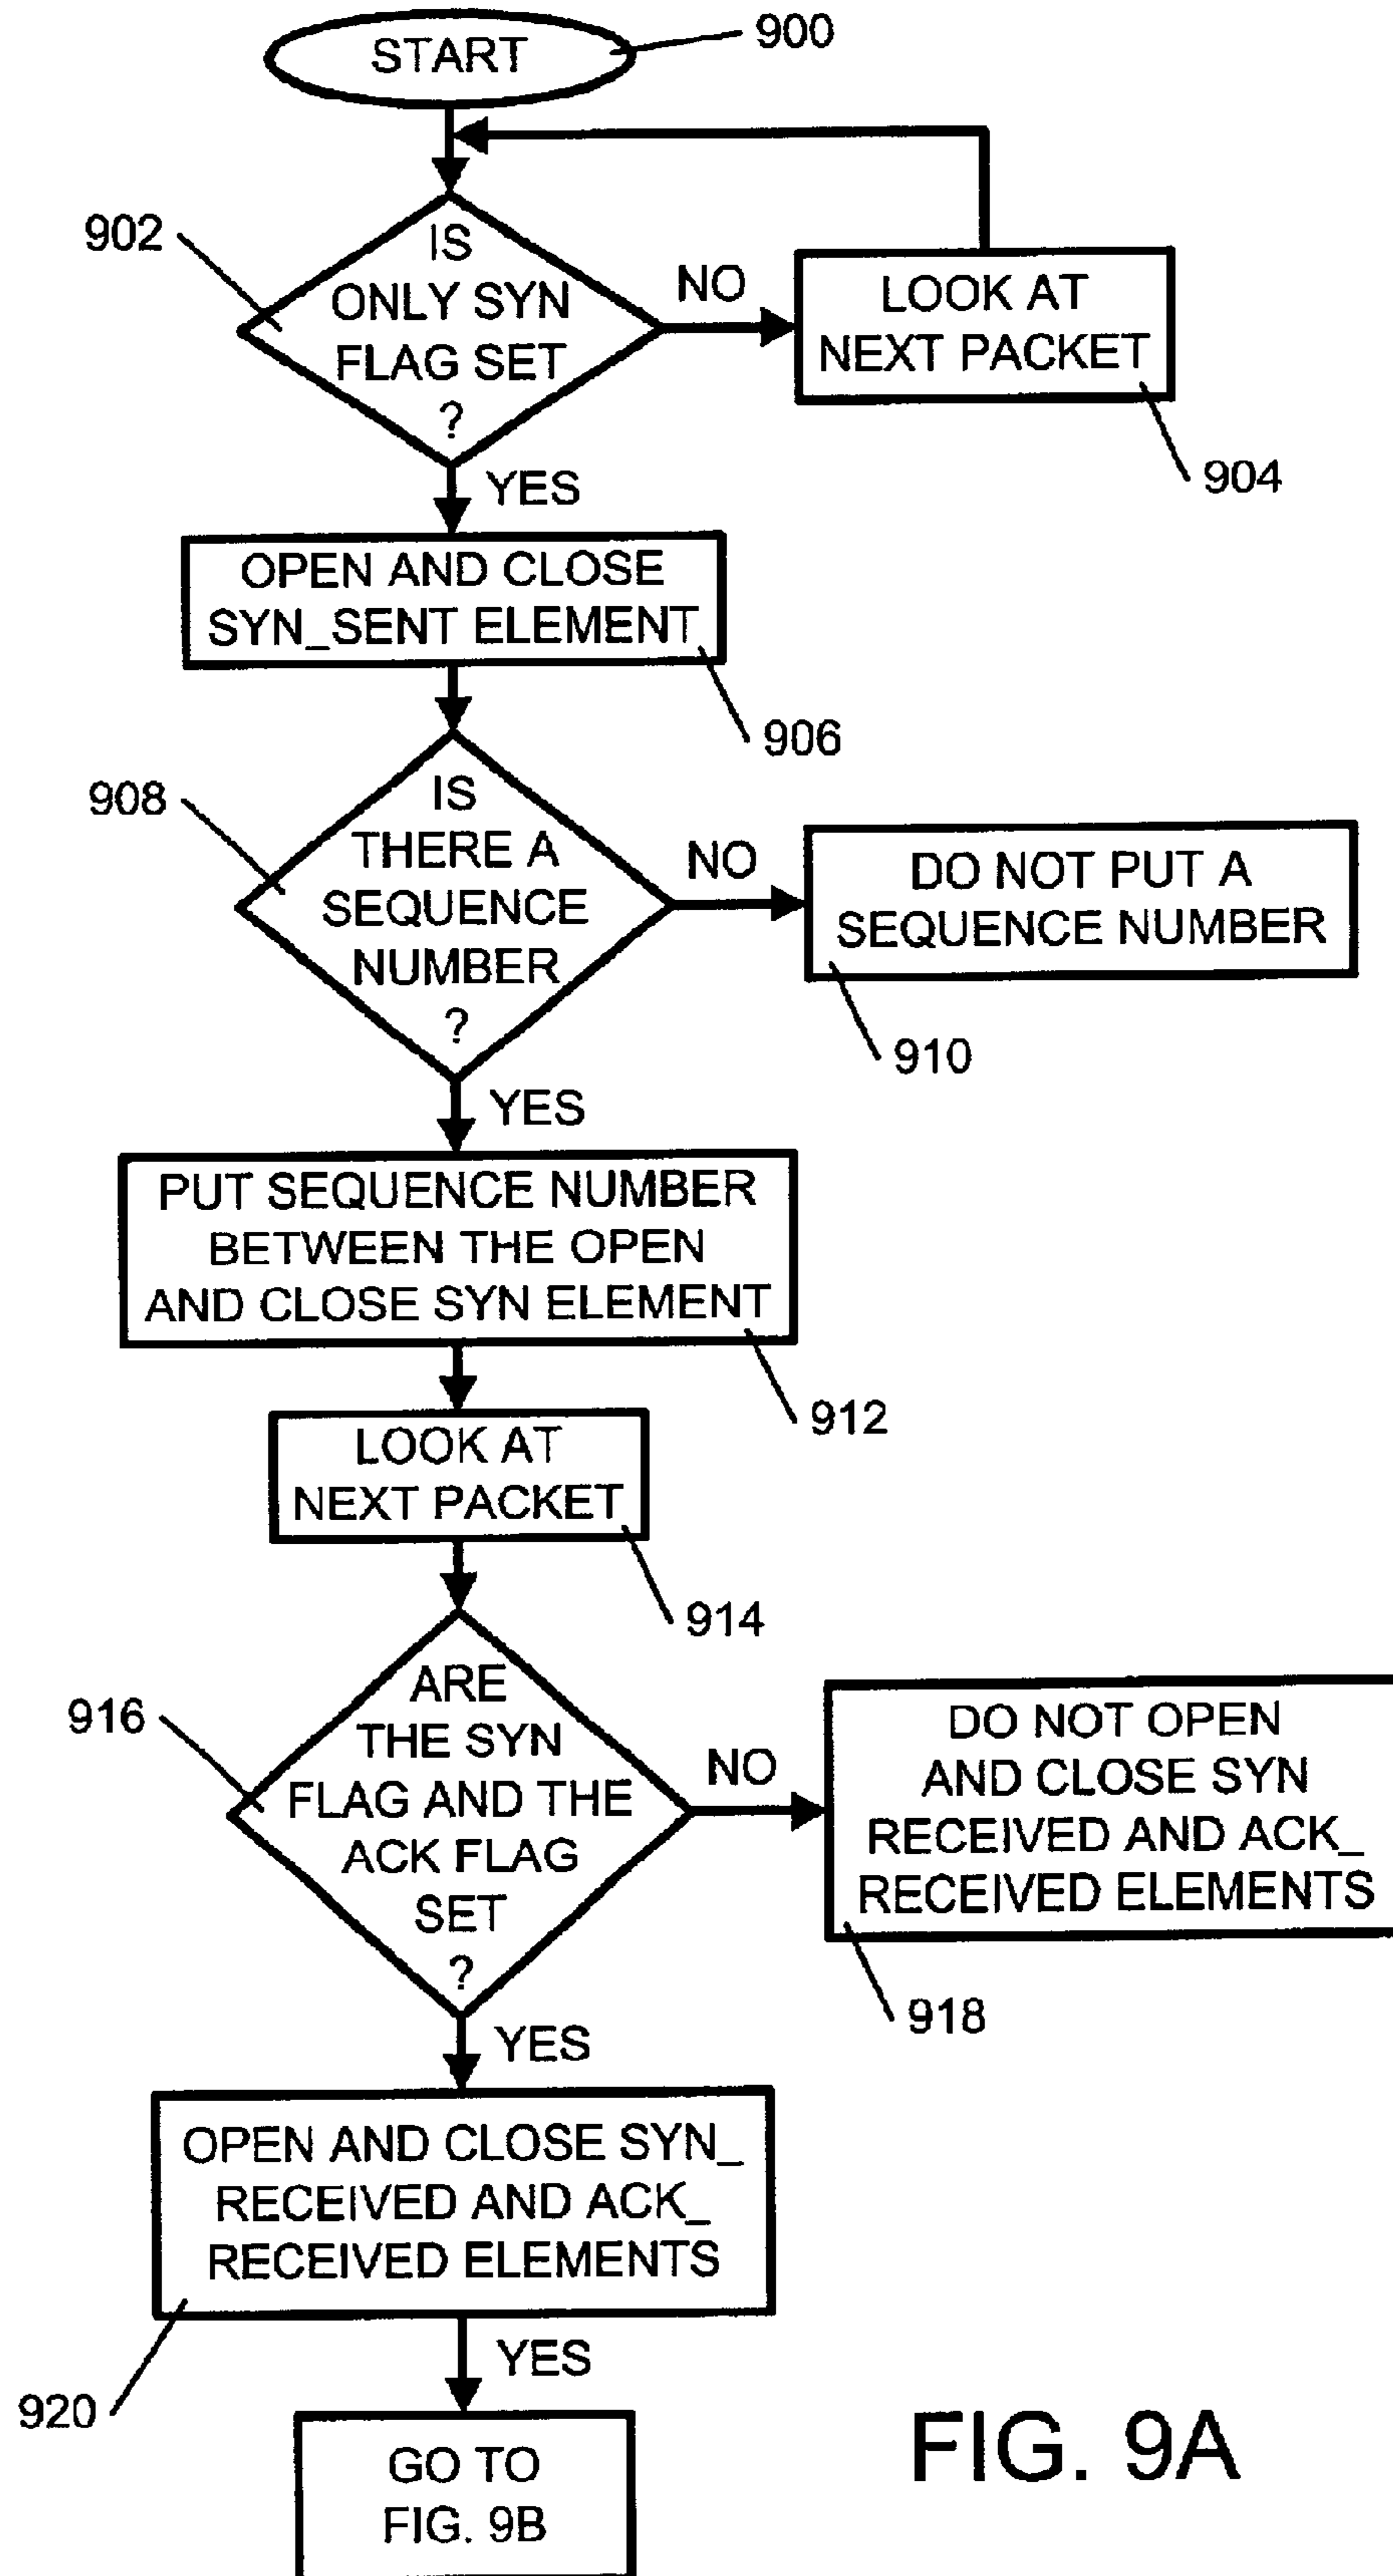 START
900
902
IS
ONLY SYN
FLAG SET
?
NO
LOOK AT
NEXT PACKET
904
YES
OPEN AND CLOSE
SYN_SENT ELEMENT
906
908
IS
THERE A
SEQUENCE
NUMBER
?
NO
DO NOT PUT A
SEQUENCE NUMBER
910
YES
PUT SEQUENCE NUMBER
BETWEEN THE OPEN
AND CLOSE SYN ELEMENT
912
LOOK AT
NEXT PACKET
914
916
ARE
THE SYN
FLAG AND THE
ACK FLAG
SET
?
NO
DO NOT OPEN
AND CLOSE SYN
RECEIVED AND ACK_
RECEIVED ELEMENTS
918
YES
OPEN AND CLOSE SYN_
RECEIVED AND ACK_
RECEIVED ELEMENTS
920
YES
GO TO
FIG. 9B
FIG. 9A